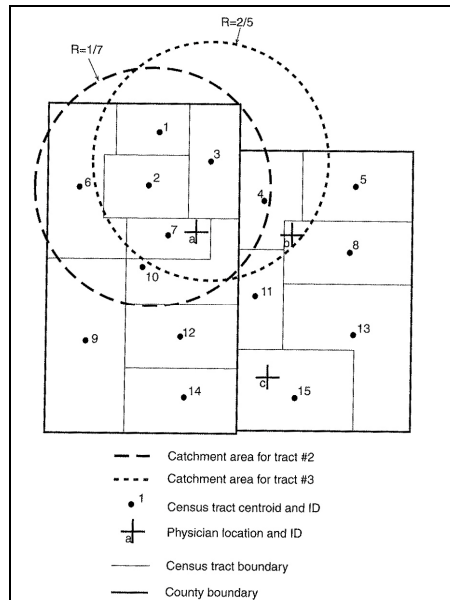 R=2/5
R=1/7
1
3
6
2
4
5
7
a
b
8
10
11
9
12
13
c
14
15
Catchment area for tract #2
Catchment area for tract #3
1
Census tract centroid and ID
a
Physician location and ID
Census tract boundary
County boundary